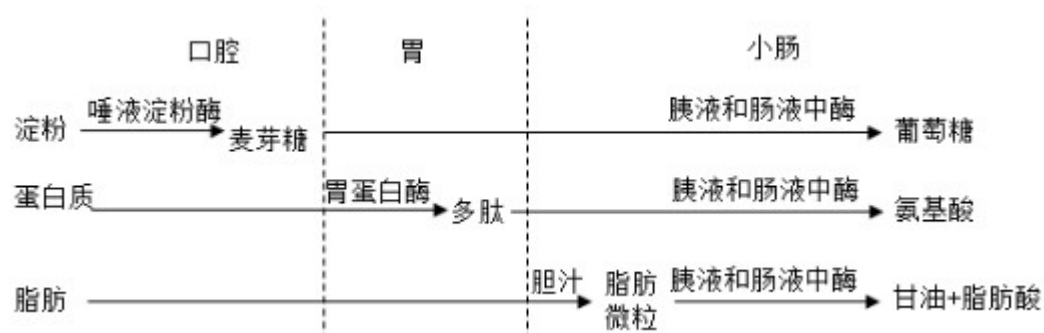 口腔 胃 小肠
唾液淀粉酶 胰液和肠液中酶
淀粉 麦芽糖 葡萄糖
胃蛋白酶 胰液和肠液中酶
蛋白质 多肽 氨基酸
胆汁 胰液和肠液中酶
脂肪 脂肪微粒 甘油+脂肪酸